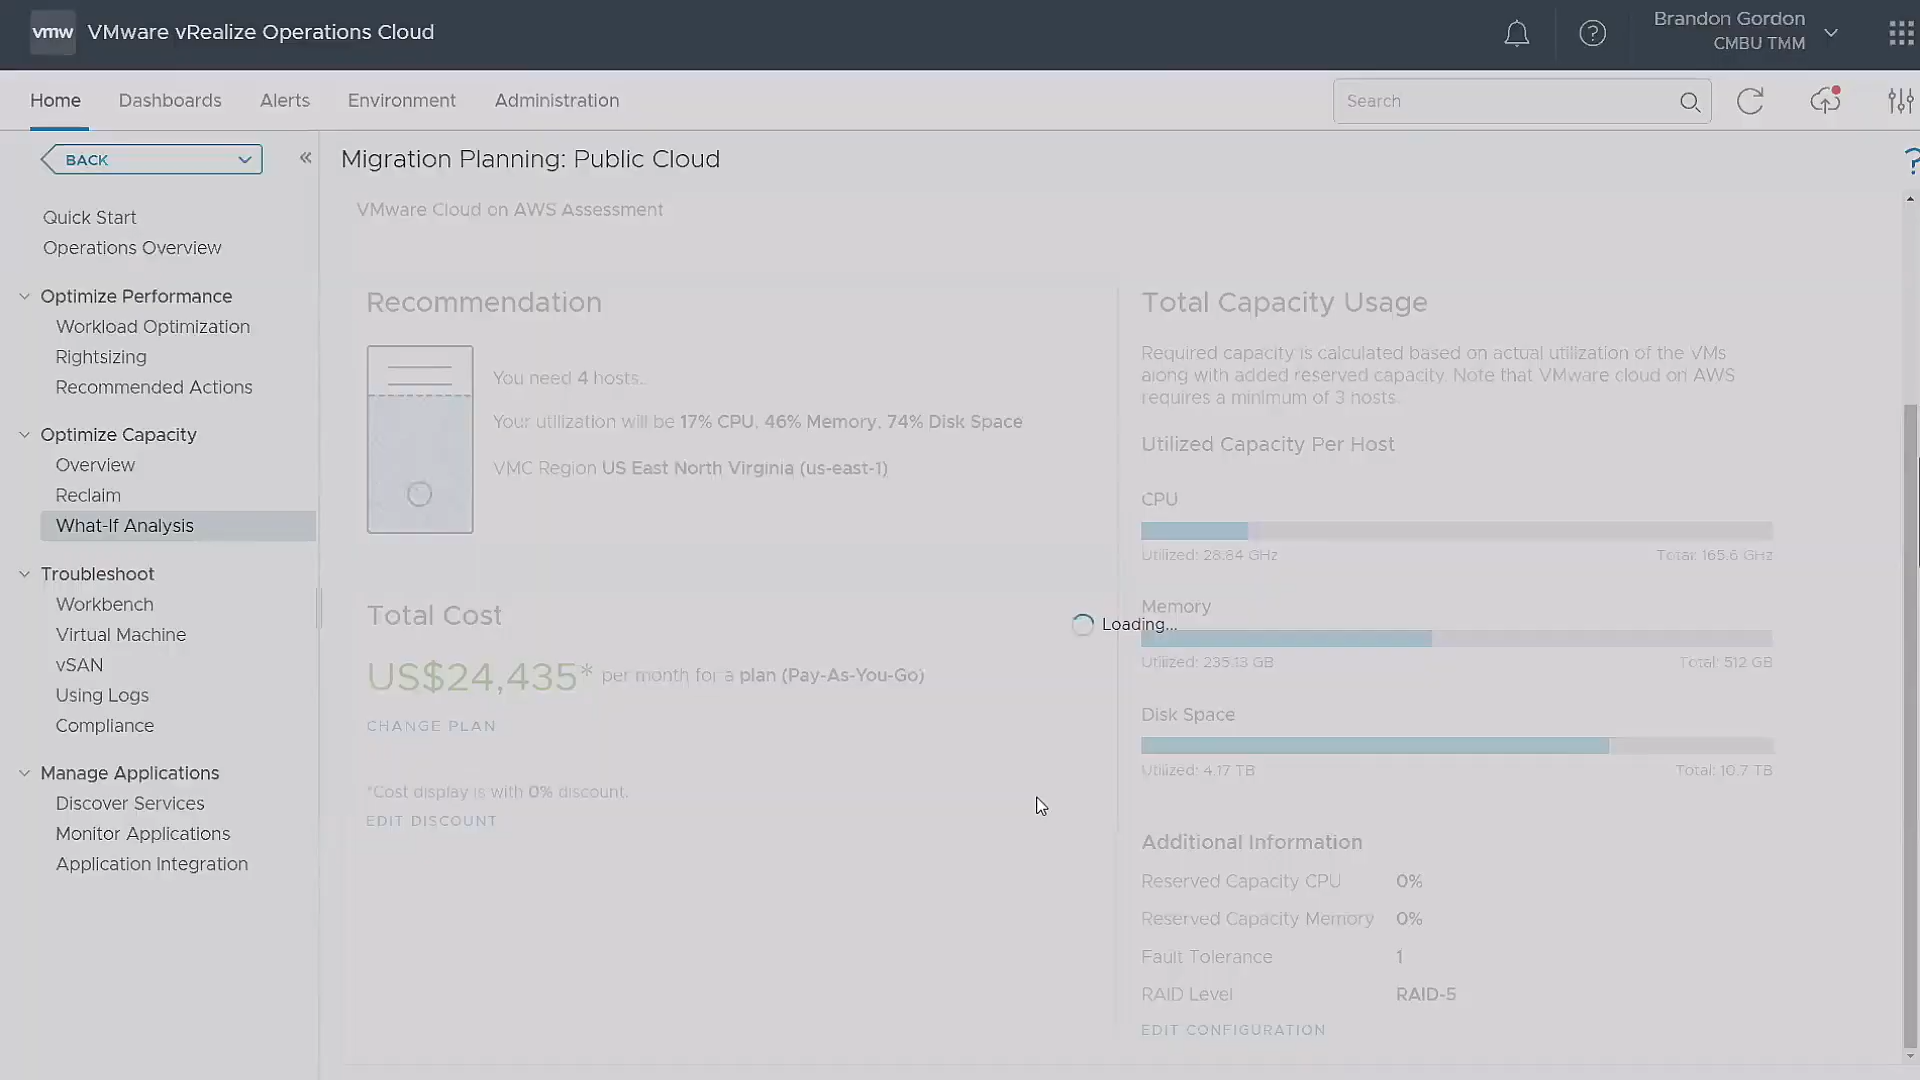 vmw VMware vRealize Operations Cloud
Brandon Gordon
CMBU TMM
Home Dashboards Alerts Environment Administration
Search
BACK
Quick Start
Operations Overview
Optimize Performance
Workload Optimization
Rightsizing
Recommended Actions
Optimize Capacity
Overview
Reclaim
What-If Analysis
Troubleshoot
Workbench
Virtual Machine
vSAN
Using Logs
Compliance
Manage Applications
Discover Services
Monitor Applications
Application Integration
Migration Planning: Public Cloud
VMware Cloud on AWS Assessment
Recommendation
You need 4 hosts.
Your utilization will be 17% CPU, 46% Memory, 74% Disk Space
VMC Region US East North Virginia (us-east-1)
Total Cost
US$24,435* per month for a plan (Pay-As-You-Go)
CHANGE PLAN
*Cost display is with 0% discount.
EDIT DISCOUNT
Loading...
Total Capacity Usage
Required capacity is calculated based on actual utilization of the VMs
along with added reserved capacity. Note that VMware cloud on AWS
requires a minimum of 3 hosts.
Utilized Capacity Per Host
CPU
Utilized: 28.84 GHz Total: 165.6 GHz
Memory
Utilized: 235.13 GB Total: 512 GB
Disk Space
Utilized: 4.17 TB Total: 10.7 TB
Additional Information
Reserved Capacity CPU 0%
Reserved Capacity Memory 0%
Fault Tolerance 1
RAID Level RAID-5
EDIT CONFIGURATION